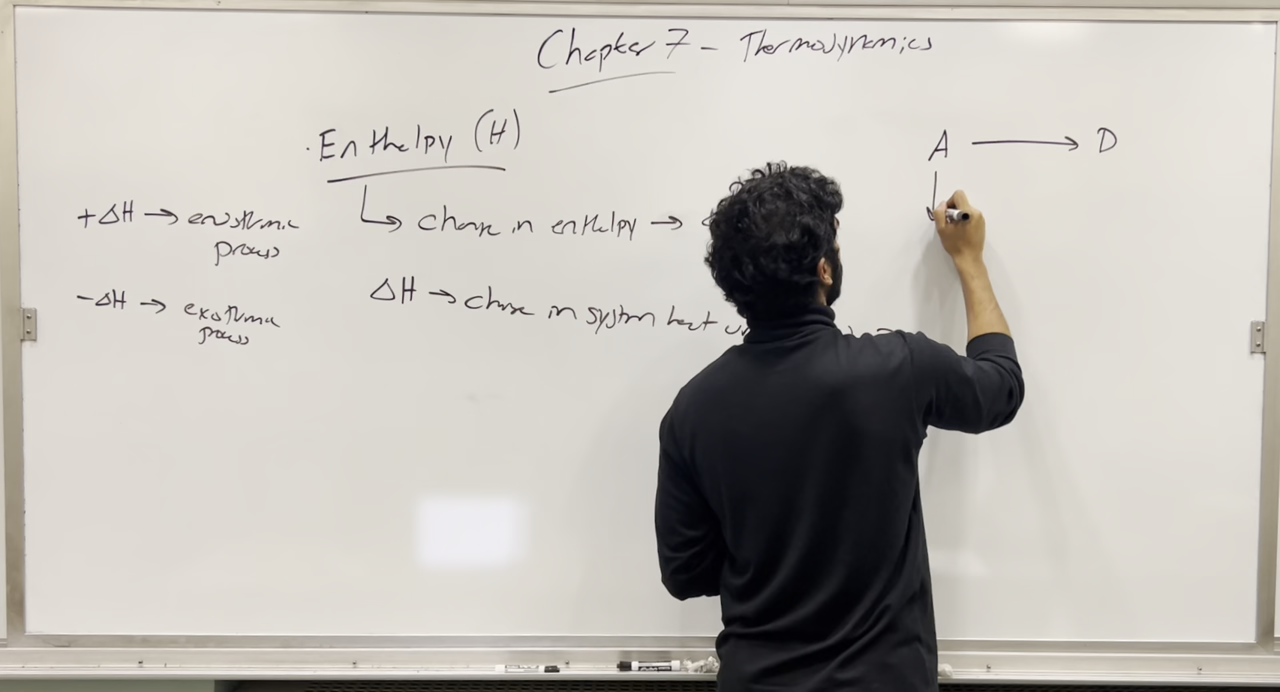 Chapter 7 - Thermodynamics
· Enthalpy (H)
A → D
+ΔH → endothermic
process
↳ change in enthalpy →
-ΔH → exothermic
process
ΔH → change in system heat